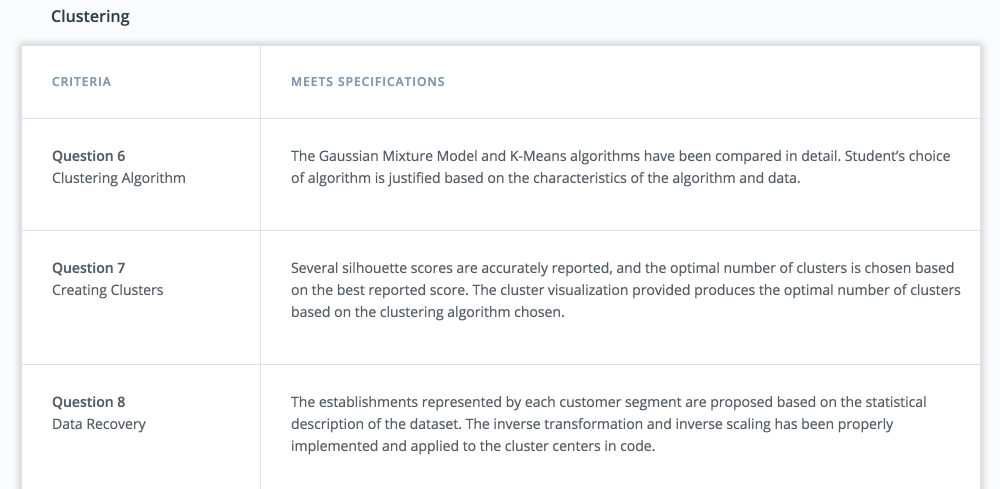 Clustering
CRITERIA
MEETS SPECIFICATIONS
Question 6
Clustering Algorithm
The Gaussian Mixture Model and K-Means algorithms have been compared in detail. Student’s choice
of algorithm is justified based on the characteristics of the algorithm and data.
Question 7
Creating Clusters
Several silhouette scores are accurately reported, and the optimal number of clusters is chosen based
on the best reported score. The cluster visualization provided produces the optimal number of clusters
based on the clustering algorithm chosen.
Question 8
Data Recovery
The establishments represented by each customer segment are proposed based on the statistical
description of the dataset. The inverse transformation and inverse scaling has been properly
implemented and applied to the cluster centers in code.